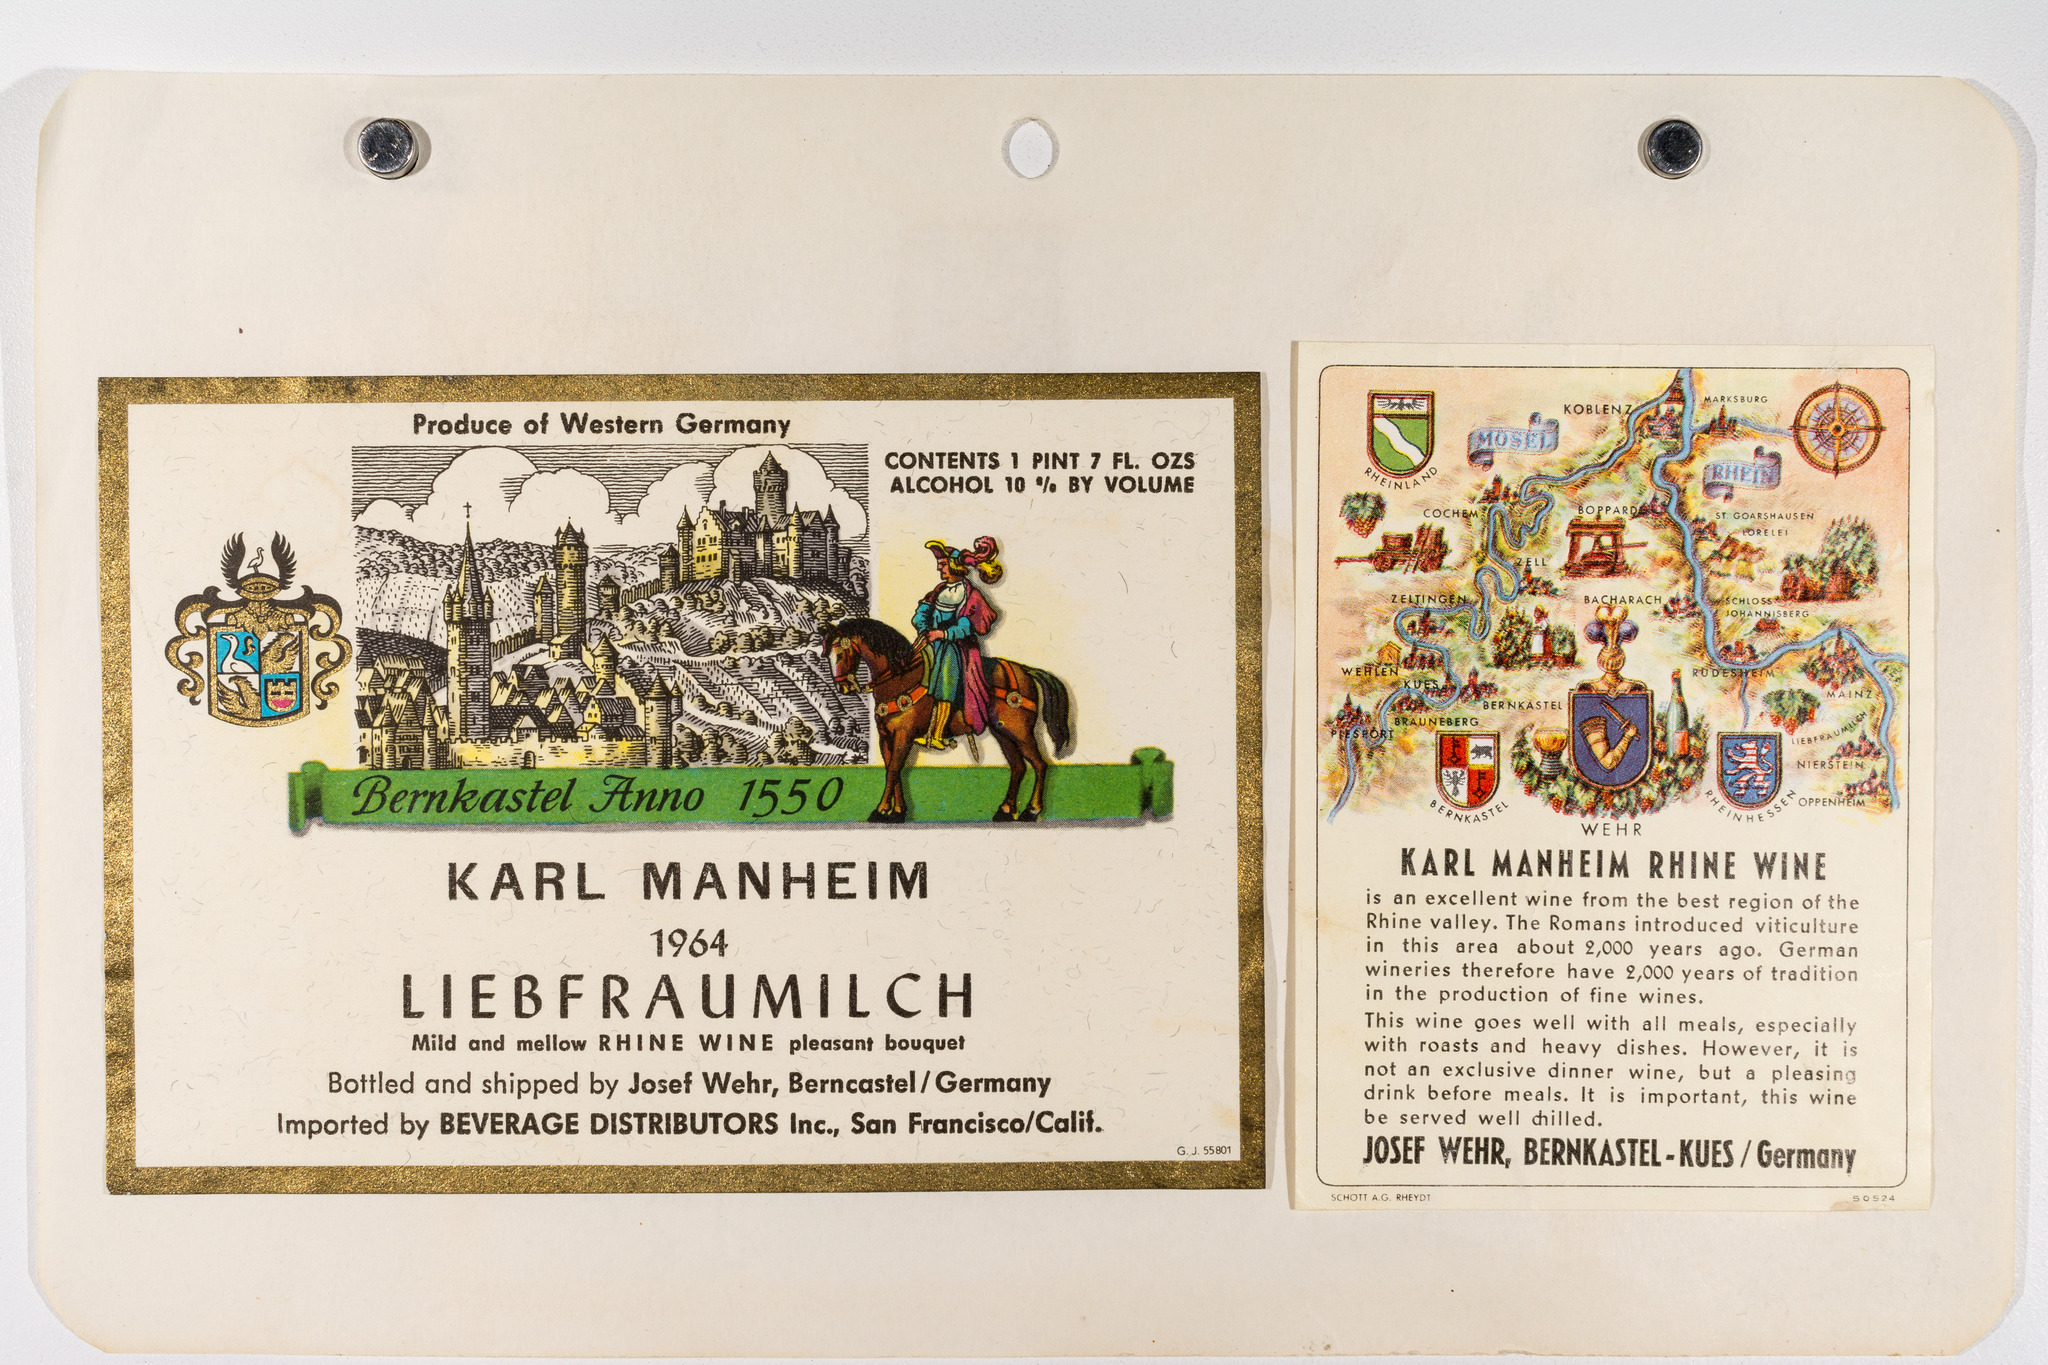 Produce of Western Germany
CONTENTS 1 PINT 7 FL. OZS
ALCOHOL 10 % BY VOLUME
Bernkastel Anno 1550
KARL MANHEIM
1964
LIEBFRAUMILCH
Mild and mellow RHINE WINE pleasant bouquet
Bottled and shipped by Josef Wehr, Berncastel/Germany
Imported by BEVERAGE DISTRIBUTORS Inc., San Francisco/Calif.
G. J. 55801
KOBLENZ
MARKSBURG
MOSEL
RHEIN
RHEINLAND
COCHEM
BOPPARD
ST. GOARSHAUSEN
LORELEI
ZELL
ZELTINGEN
BACHARACH
SCHLOSS
JOHANNISBERG
WEHLEN
KUES
RÜDESHEIM
MAINZ
BERNKASTEL
BRAUNEBERG
PIESPORT
LIEBFRAUMILCH
NIERSTEIN
BERNKASTEL
RHEINHESSEN
OPPENHEIM
WEHR
KARL MANHEIM RHINE WINE
is an excellent wine from the best region of the
Rhine valley. The Romans introduced viticulture
in this area about 2,000 years ago. German
wineries therefore have 2,000 years of tradition
in the production of fine wines.
This wine goes well with all meals, especially
with roasts and heavy dishes. However, it is
not an exclusive dinner wine, but a pleasing
drink before meals. It is important, this wine
be served well chilled.
JOSEF WEHR, BERNKASTEL-KUES / Germany
SCHOTT A.G. RHEYDT
50524